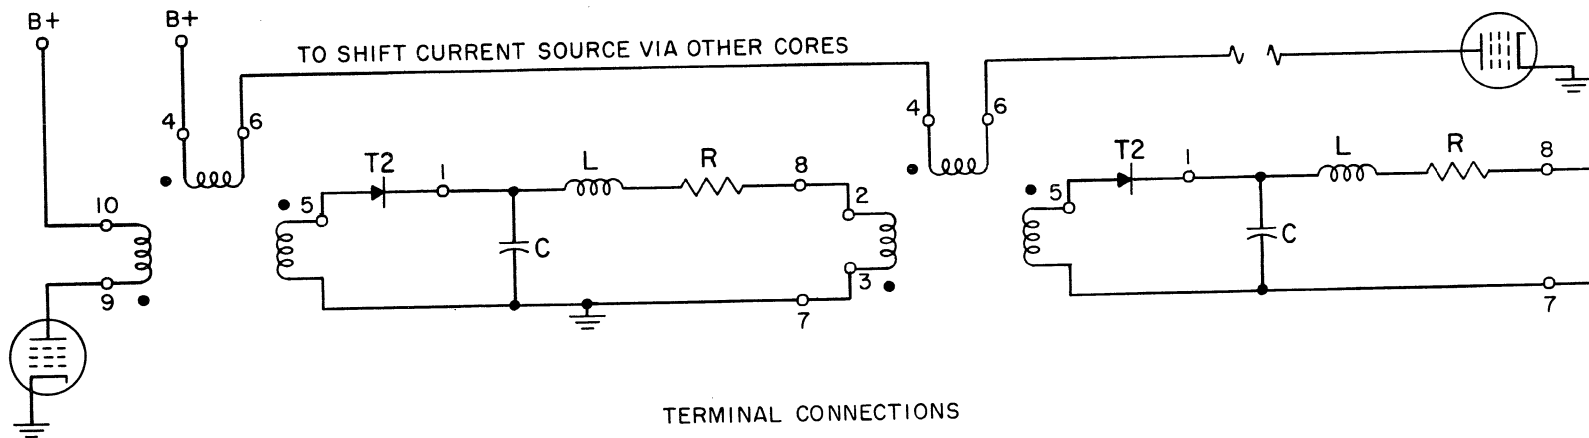 B+
B+
TO SHIFT CURRENT SOURCE VIA OTHER CORES
4
6
4
6
T2
1
L
R
8
T2
1
L
R
8
10
5
2
5
C
C
9
3
7
7
TERMINAL CONNECTIONS